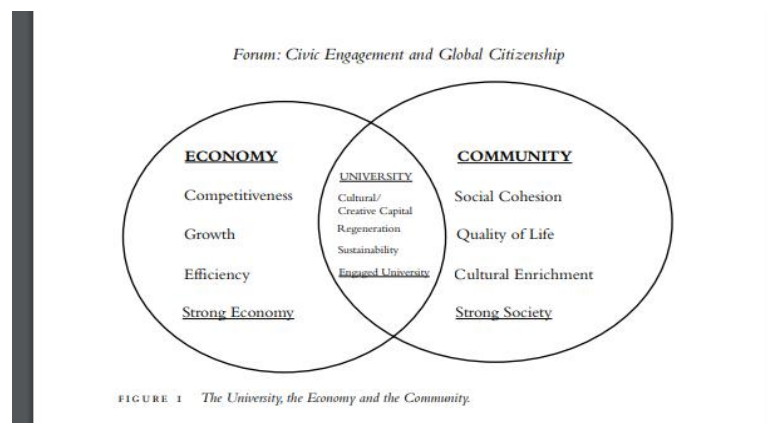 Forum: Civic Engagement and Global Citizenship
ECONOMY
Competitiveness
Growth
Efficiency
Strong Economy
UNIVERSITY
Cultural/
Creative Capital
Regeneration
Sustainability
Engaged University
COMMUNITY
Social Cohesion
Quality of Life
Cultural Enrichment
Strong Society
FIGURE 1 The University, the Economy and the Community.